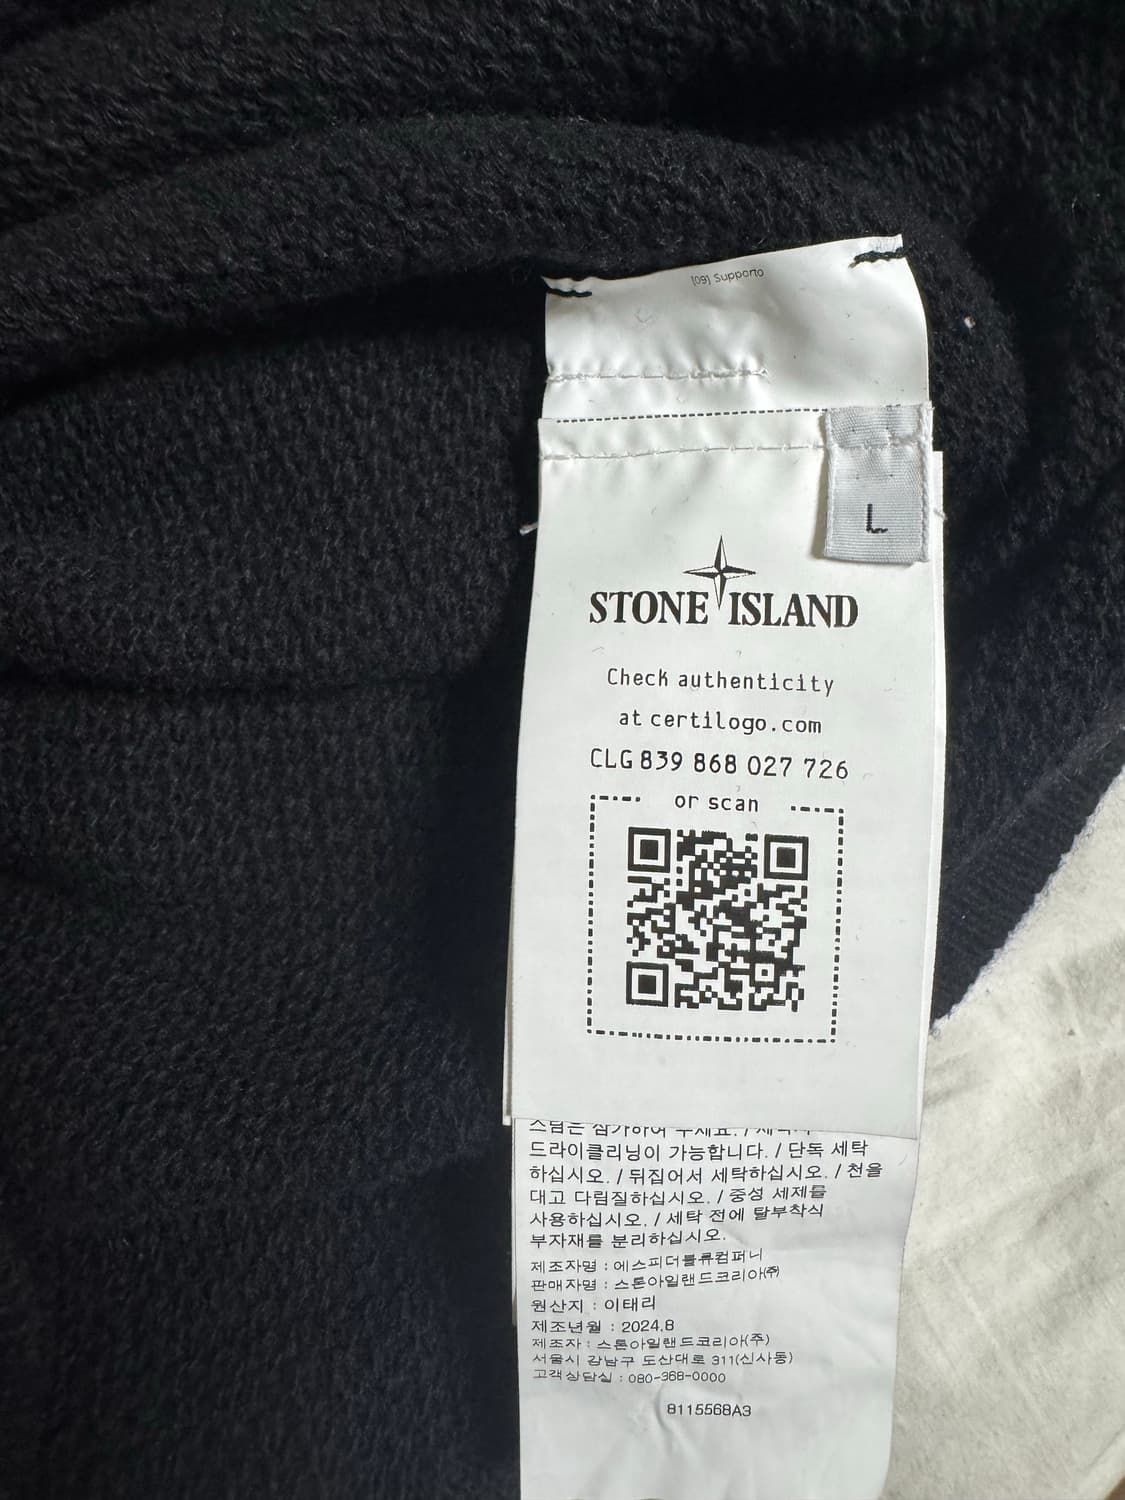 [09] Supporto
L
STONE ISLAND
Check authenticity
at certilogo.com
CLG 839 868 027 726
or scan
드라이클리닝이 가능합니다. / 단독 세탁
하십시오. / 뒤집어서 세탁하십시오. / 천을
대고 다림질하십시오. / 중성 세제를
사용하십시오. / 세탁 전에 탈부착식
부자재를 분리하십시오.
제조자명 : 에스피더블류컴퍼니
판매자명 : 스톤아일랜드코리아㈜
원산지 : 이태리
제조년월 : 2024.8
제조자 : 스톤아일랜드코리아(주)
서울시 강남구 도산대로 311(신사동)
고객상담실 : 080-368-0000
8115568A3